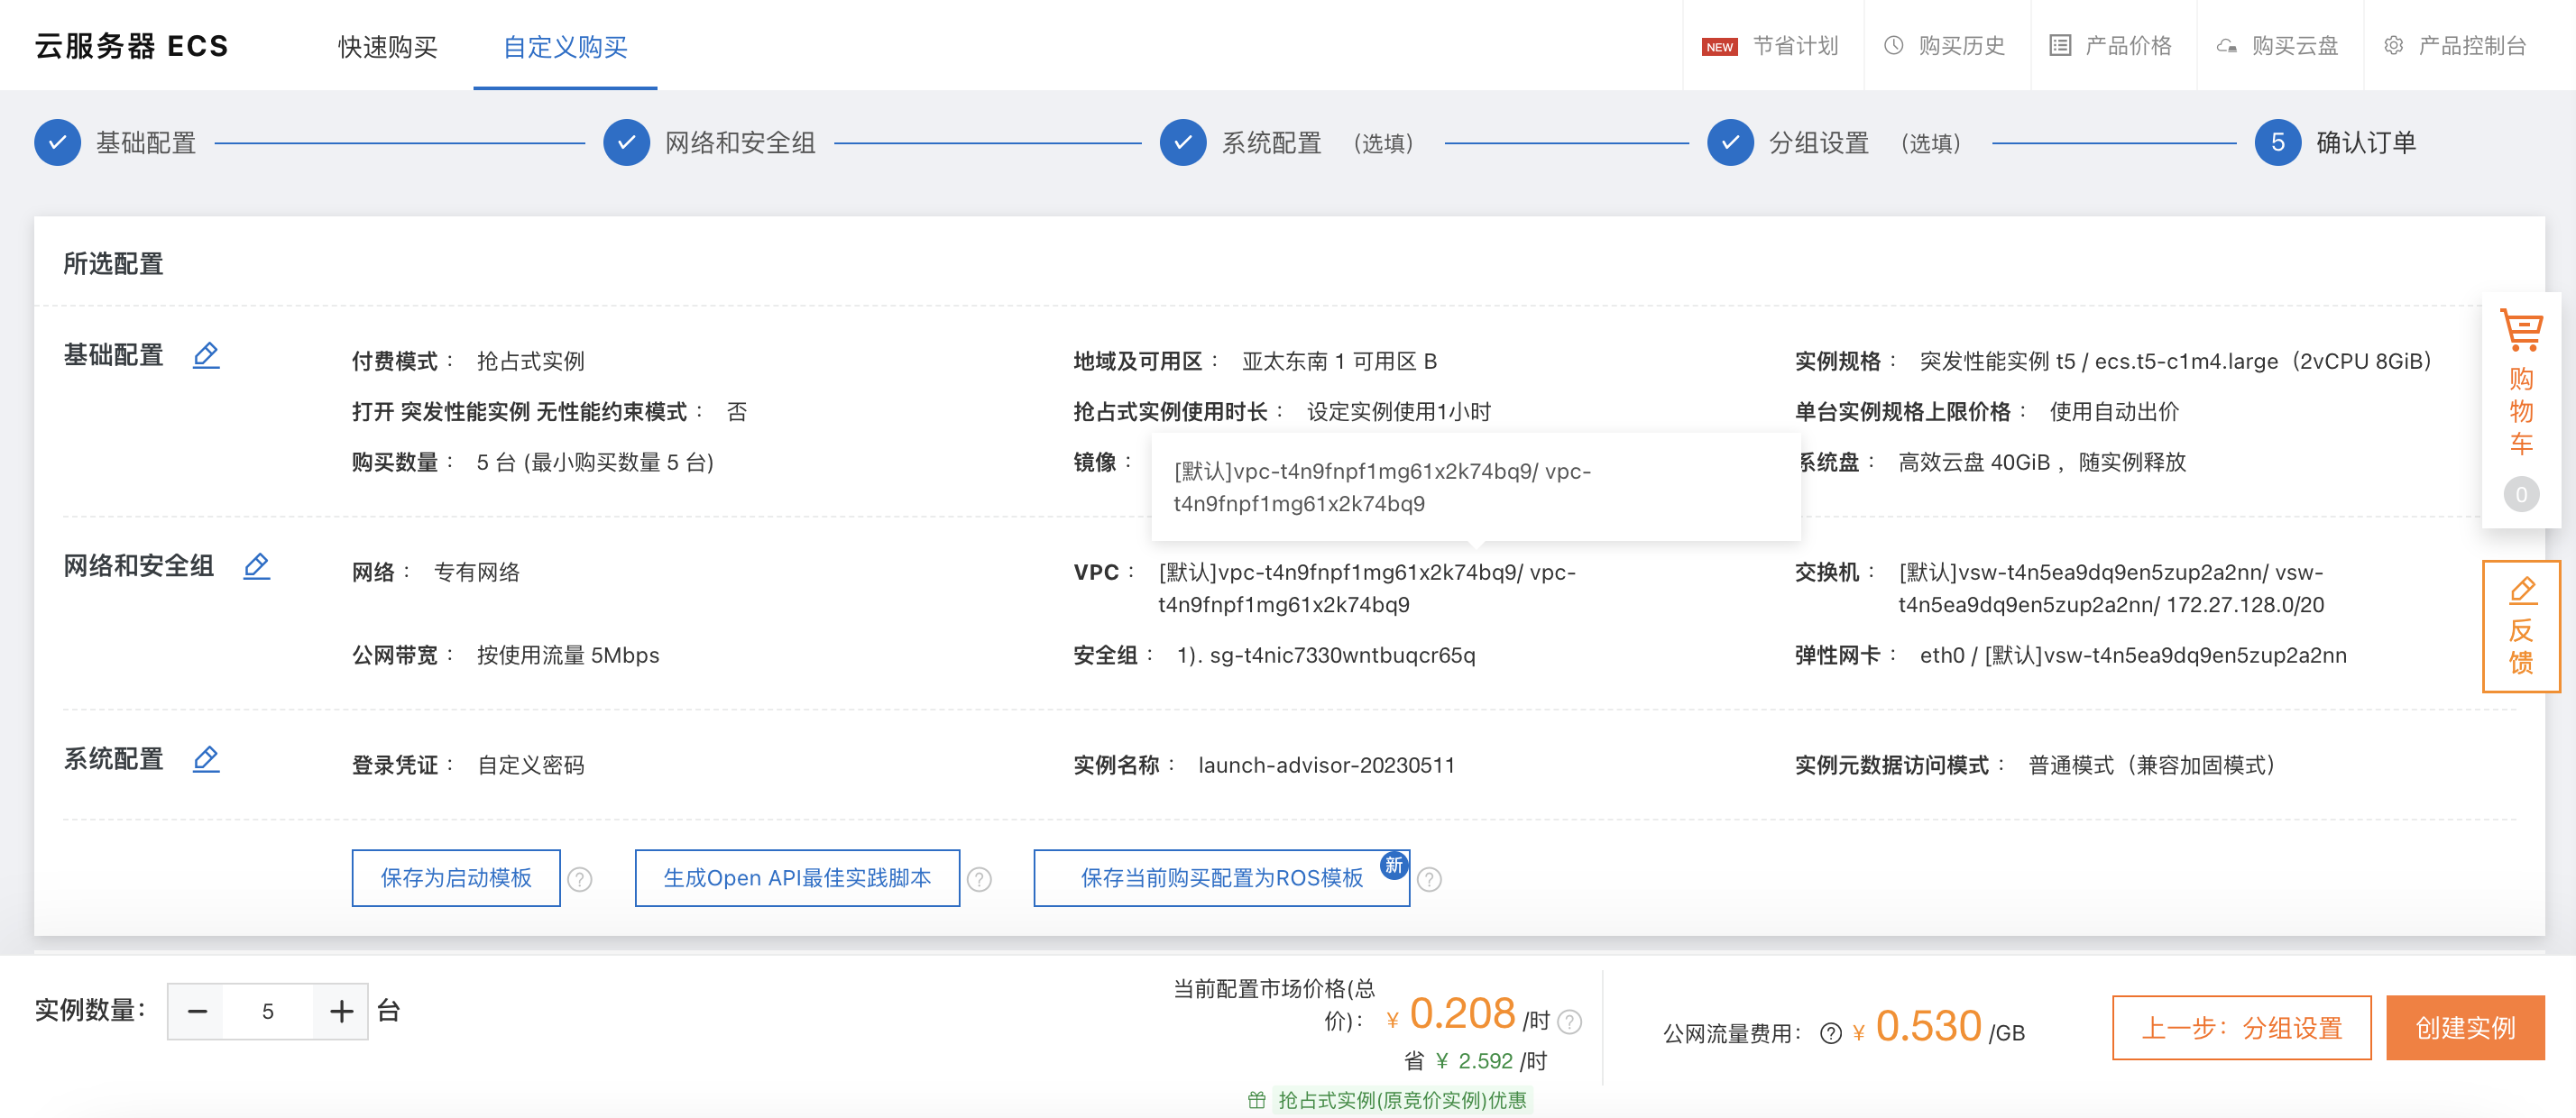 云服务器 ECS
快速购买
自定义购买
NEW 节省计划
购买历史
产品价格
购买云盘
产品控制台
基础配置
网络和安全组
系统配置 （选填）
分组设置 （选填）
5 确认订单
所选配置
基础配置
付费模式： 抢占式实例
地域及可用区： 亚太东南 1 可用区 B
实例规格： 突发性能实例 t5 / ecs.t5-c1m4.large（2vCPU 8GiB）
打开 突发性能实例 无性能约束模式： 否
抢占式实例使用时长： 设定实例使用1小时
单台实例规格上限价格： 使用自动出价
购买数量： 5 台 (最小购买数量 5 台)
镜像：
[默认]vpc-t4n9fnpf1mg61x2k74bq9/ vpc-
t4n9fnpf1mg61x2k74bq9
系统盘： 高效云盘 40GiB ，随实例释放
网络和安全组
网络： 专有网络
VPC： [默认]vpc-t4n9fnpf1mg61x2k74bq9/ vpc-
t4n9fnpf1mg61x2k74bq9
交换机： [默认]vsw-t4n5ea9dq9en5zup2a2nn/ vsw-
t4n5ea9dq9en5zup2a2nn/ 172.27.128.0/20
公网带宽： 按使用流量 5Mbps
安全组： 1). sg-t4nic7330wntbuqcr65q
弹性网卡： eth0 / [默认]vsw-t4n5ea9dq9en5zup2a2nn
系统配置
登录凭证： 自定义密码
实例名称： launch-advisor-20230511
实例元数据访问模式： 普通模式（兼容加固模式）
保存为启动模板 ?
生成Open API最佳实践脚本 ?
保存当前购买配置为ROS模板 新 ?
购
物
车
0
反
馈
实例数量： − 5 + 台
当前配置市场价格(总
价)： ¥ 0.208 /时 ?
省 ¥ 2.592 /时
抢占式实例(原竞价实例)优惠
公网流量费用： ? ¥ 0.530 /GB
上一步：分组设置
创建实例